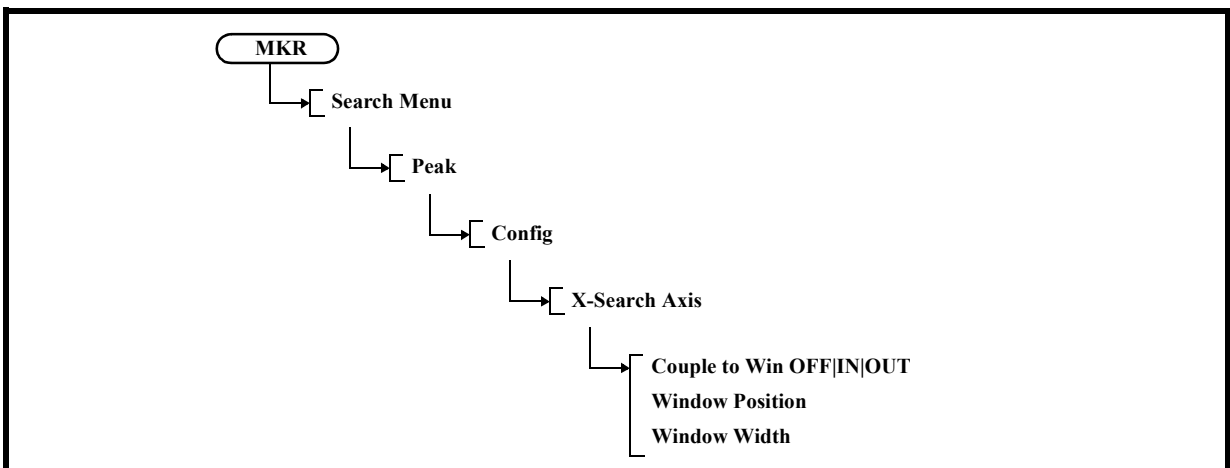 MKR
Search Menu
Peak
Config
X-Search Axis
Couple to Win OFF|IN|OUT
Window Position
Window Width